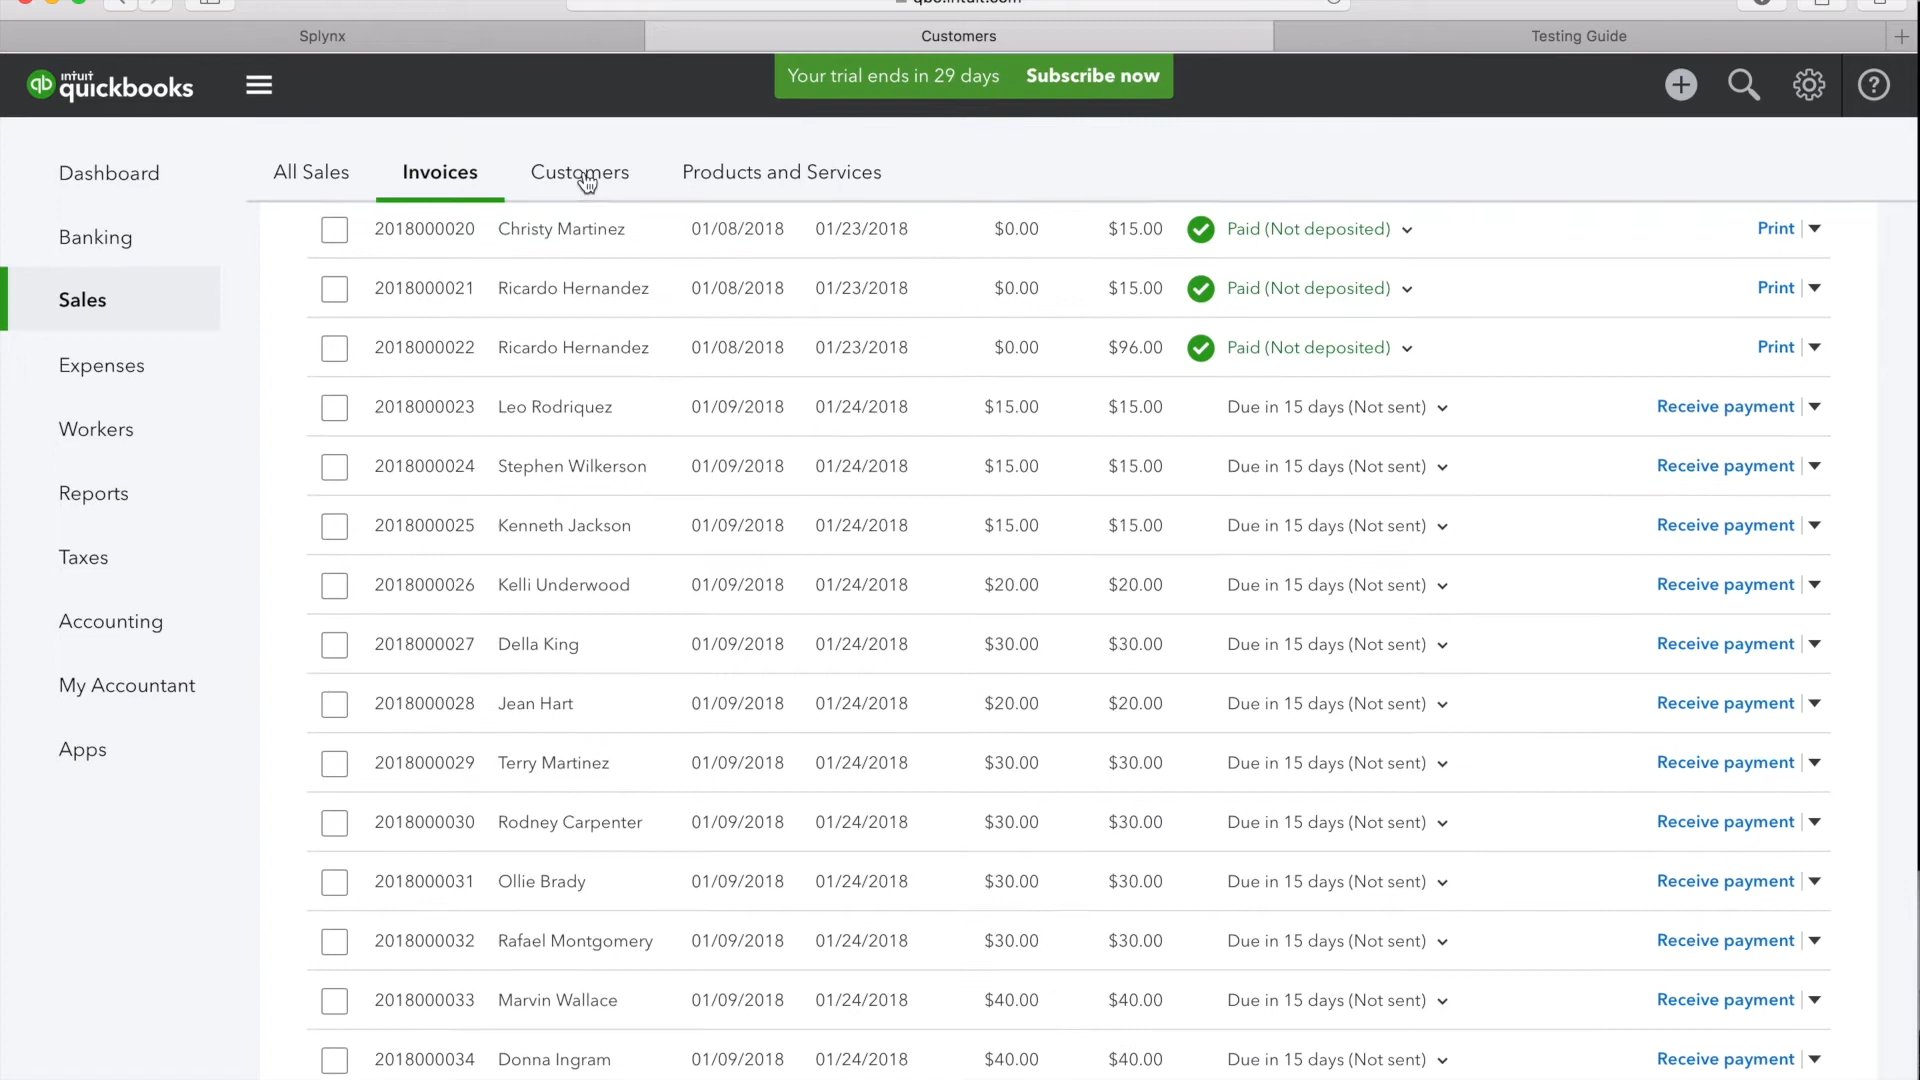 Splynx
Customers
Testing Guide
intuit
quickbooks
Your trial ends in 29 days Subscribe now
Dashboard
Banking
Sales
Expenses
Workers
Reports
Taxes
Accounting
My Accountant
Apps
All Sales Invoices Customers Products and Services
2018000020 Christy Martinez 01/08/2018 01/23/2018 $0.00 $15.00 Paid (Not deposited) Print
2018000021 Ricardo Hernandez 01/08/2018 01/23/2018 $0.00 $15.00 Paid (Not deposited) Print
2018000022 Ricardo Hernandez 01/08/2018 01/23/2018 $0.00 $96.00 Paid (Not deposited) Print
2018000023 Leo Rodriquez 01/09/2018 01/24/2018 $15.00 $15.00 Due in 15 days (Not sent) Receive payment
2018000024 Stephen Wilkerson 01/09/2018 01/24/2018 $15.00 $15.00 Due in 15 days (Not sent) Receive payment
2018000025 Kenneth Jackson 01/09/2018 01/24/2018 $15.00 $15.00 Due in 15 days (Not sent) Receive payment
2018000026 Kelli Underwood 01/09/2018 01/24/2018 $20.00 $20.00 Due in 15 days (Not sent) Receive payment
2018000027 Della King 01/09/2018 01/24/2018 $30.00 $30.00 Due in 15 days (Not sent) Receive payment
2018000028 Jean Hart 01/09/2018 01/24/2018 $20.00 $20.00 Due in 15 days (Not sent) Receive payment
2018000029 Terry Martinez 01/09/2018 01/24/2018 $30.00 $30.00 Due in 15 days (Not sent) Receive payment
2018000030 Rodney Carpenter 01/09/2018 01/24/2018 $30.00 $30.00 Due in 15 days (Not sent) Receive payment
2018000031 Ollie Brady 01/09/2018 01/24/2018 $30.00 $30.00 Due in 15 days (Not sent) Receive payment
2018000032 Rafael Montgomery 01/09/2018 01/24/2018 $30.00 $30.00 Due in 15 days (Not sent) Receive payment
2018000033 Marvin Wallace 01/09/2018 01/24/2018 $40.00 $40.00 Due in 15 days (Not sent) Receive payment
2018000034 Donna Ingram 01/09/2018 01/24/2018 $40.00 $40.00 Due in 15 days (Not sent) Receive payment